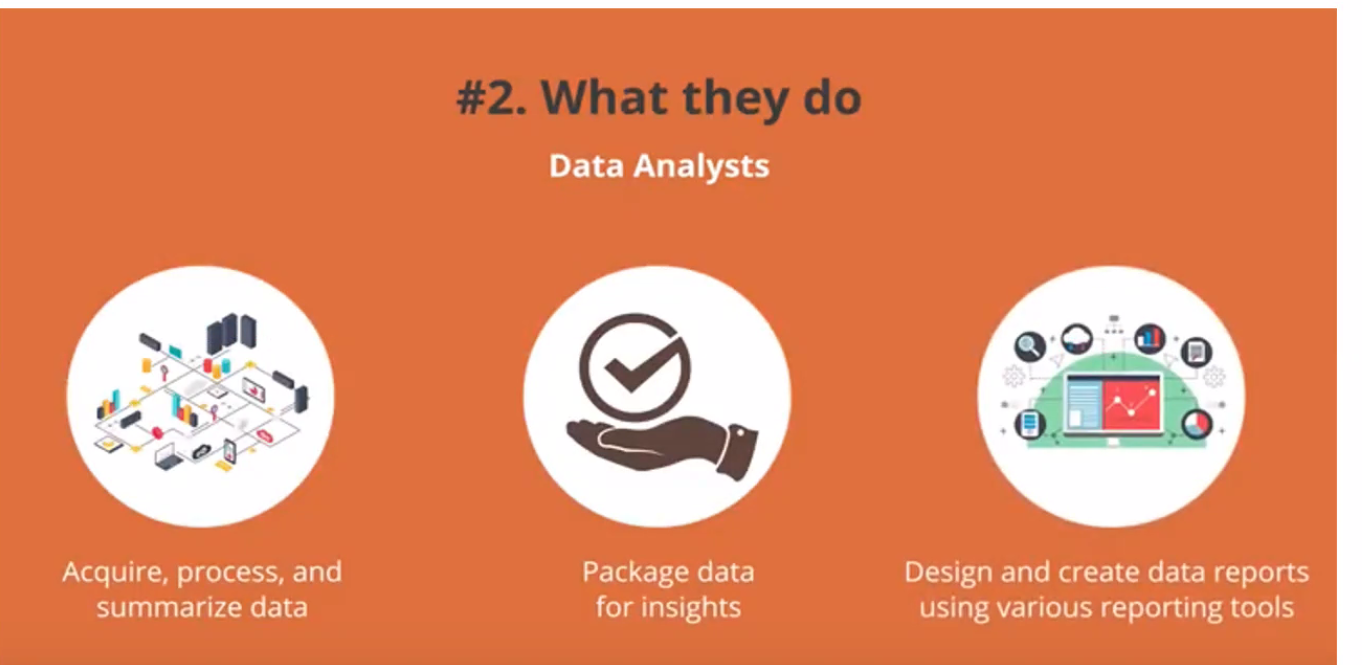 #2. What they do
Data Analysts
Acquire, process, and
summarize data
Package data
for insights
Design and create data reports
using various reporting tools